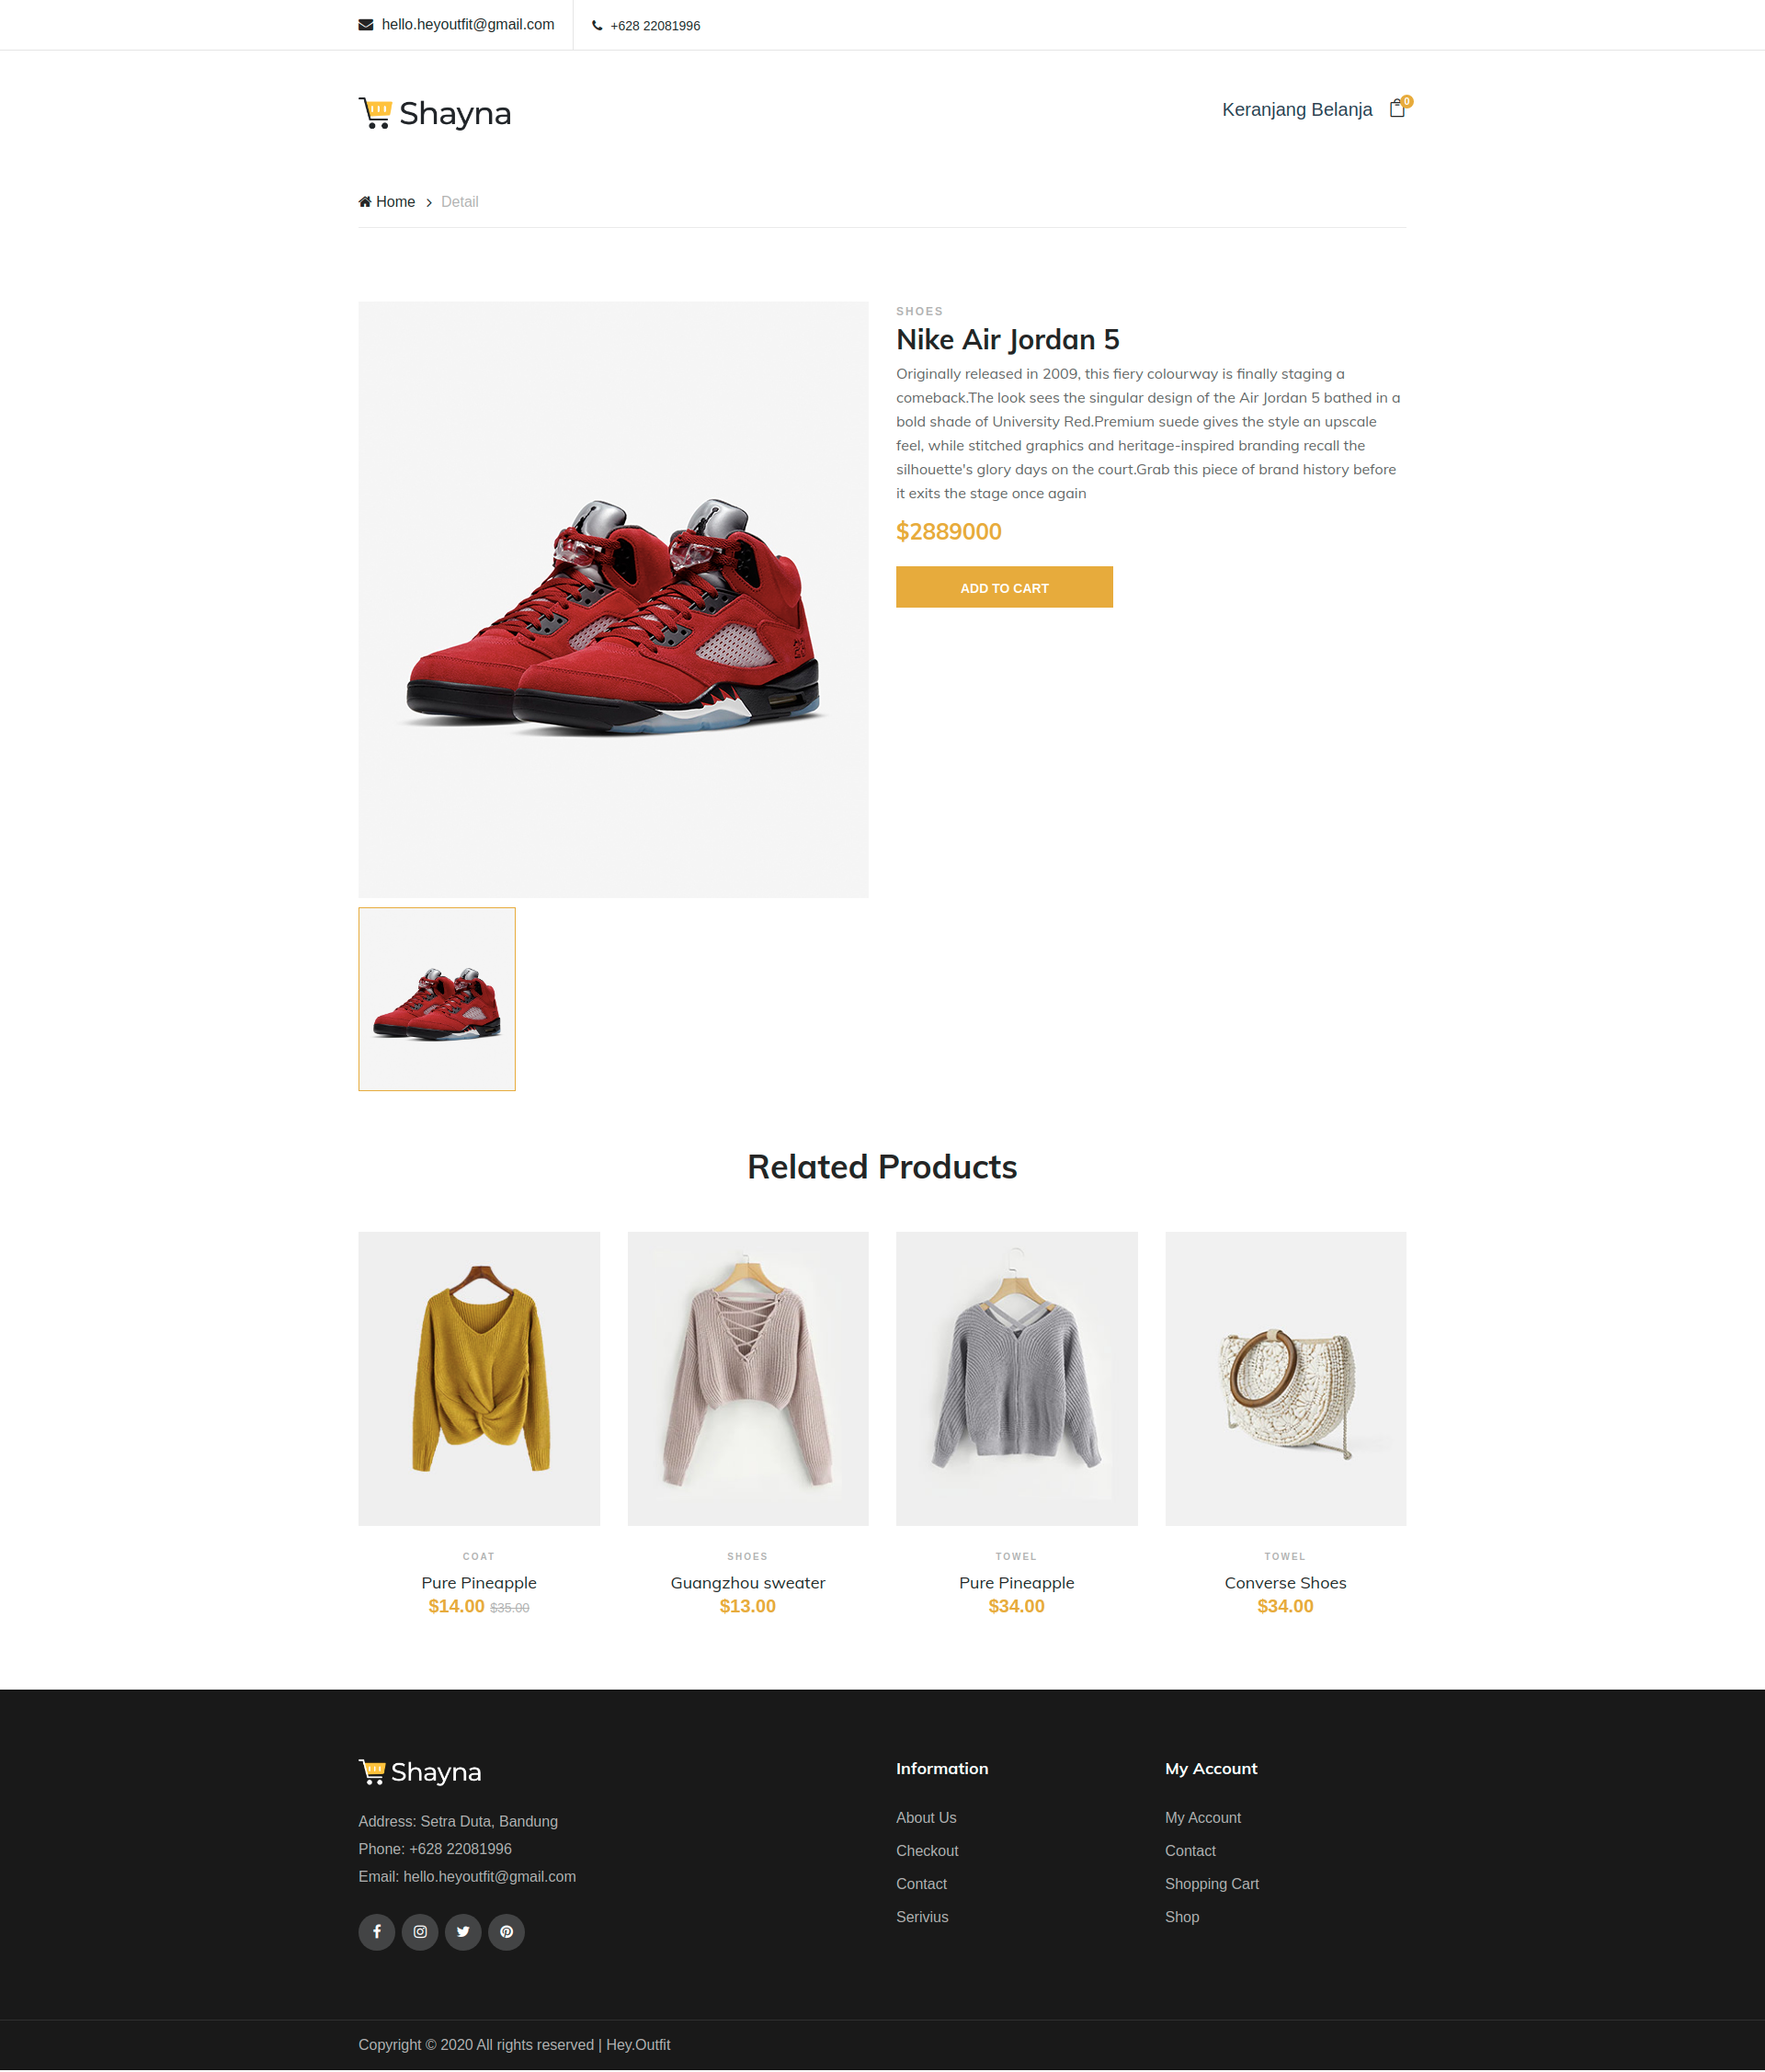 hello.heyoutfit@gmail.com
+628 22081996
Shayna
Keranjang Belanja
0
Home
Detail
SHOES
Nike Air Jordan 5
Originally released in 2009, this fiery colourway is finally staging a
comeback.The look sees the singular design of the Air Jordan 5 bathed in a
bold shade of University Red.Premium suede gives the style an upscale
feel, while stitched graphics and heritage-inspired branding recall the
silhouette's glory days on the court.Grab this piece of brand history before
it exits the stage once again
$2889000
ADD TO CART
Related Products
COAT
Pure Pineapple
$14.00 $35.00
SHOES
Guangzhou sweater
$13.00
TOWEL
Pure Pineapple
$34.00
TOWEL
Converse Shoes
$34.00
Shayna
Address: Setra Duta, Bandung
Phone: +628 22081996
Email: hello.heyoutfit@gmail.com
Information
About Us
Checkout
Contact
Serivius
My Account
My Account
Contact
Shopping Cart
Shop
Copyright © 2020 All rights reserved | Hey.Outfit